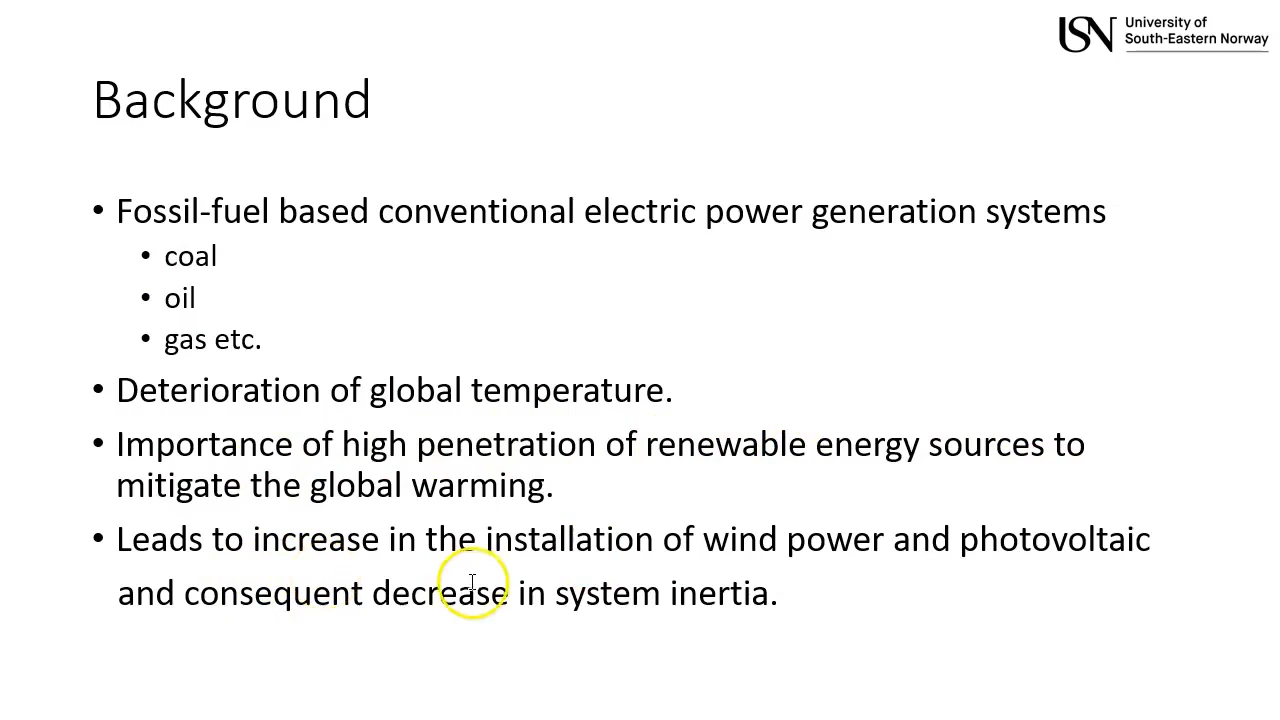 USN University of
South-Eastern Norway
Background
• Fossil-fuel based conventional electric power generation systems
• coal
• oil
• gas etc.
• Deterioration of global temperature.
• Importance of high penetration of renewable energy sources to
mitigate the global warming.
• Leads to increase in the installation of wind power and photovoltaic
and consequent decrease in system inertia.